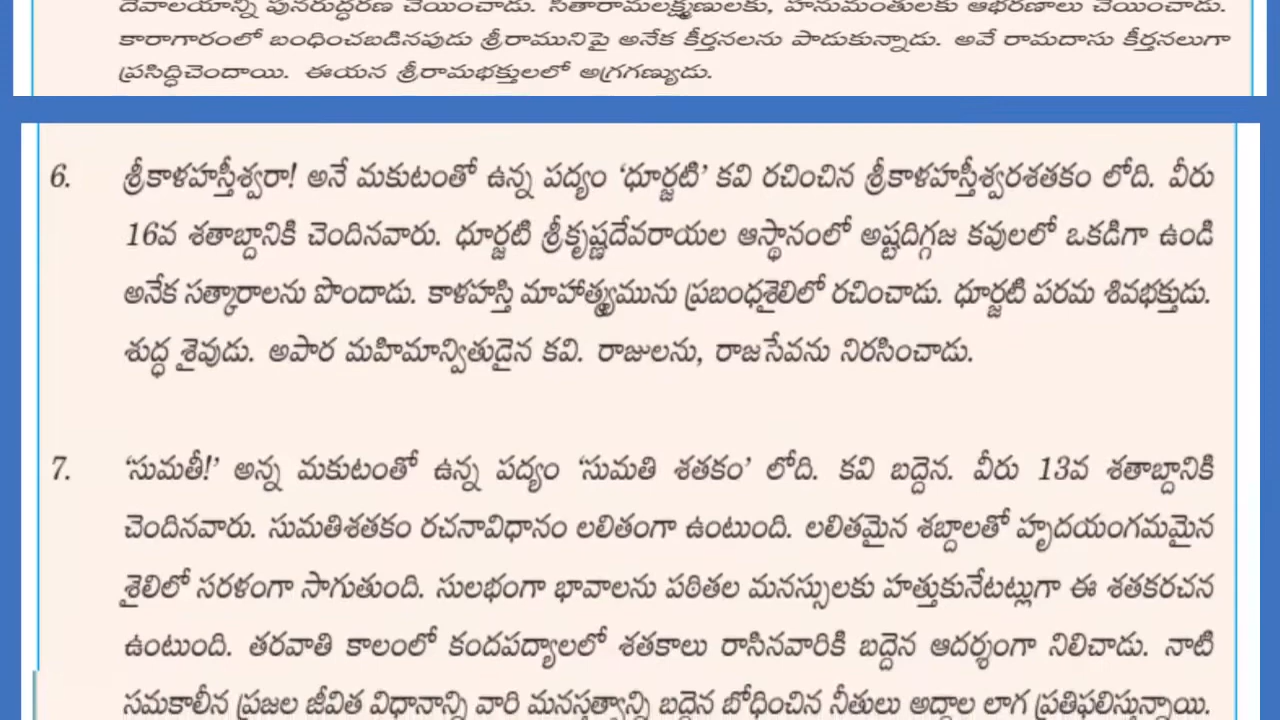 దేవాలయాన్ని పునరుద్ధరణ చేయించాడు. సీతారామలక్ష్మణులకు, హనుమంతులకు ఆభరణాలు చేయించాడు.
కారాగారంలో బంధించబడినపుడు శ్రీరామునిపై అనేక కీర్తనలను పాడుకున్నాడు. అవే రామదాసు కీర్తనలుగా
ప్రసిద్ధిచెందాయి. ఈయన శ్రీరామభక్తులలో అగ్రగణ్యుడు.
6. శ్రీకాళహస్తీశ్వరా! అనే మకుటంతో ఉన్న పద్యం ‘ధూర్జటి’ కవి రచించిన శ్రీకాళహస్తీశ్వరశతకం లోది. వీరు
16వ శతాబ్దానికి చెందినవారు. ధూర్జటి శ్రీకృష్ణదేవరాయల ఆస్థానంలో అష్టదిగ్గజ కవులలో ఒకడిగా ఉండి
అనేక సత్కారాలను పొందాడు. కాళహస్తి మాహాత్మ్యమును ప్రబంధశైలిలో రచించాడు. ధూర్జటి పరమ శివభక్తుడు.
శుద్ధ శైవుడు. అపార మహిమాన్వితుడైన కవి. రాజులను, రాజసేవను నిరసించాడు.
7. ‘సుమతీ!’ అన్న మకుటంతో ఉన్న పద్యం ‘సుమతి శతకం’ లోది. కవి బద్దెన. వీరు 13వ శతాబ్దానికి
చెందినవారు. సుమతిశతకం రచనావిధానం లలితంగా ఉంటుంది. లలితమైన శబ్దాలతో హృదయంగమమైన
శైలిలో సరళంగా సాగుతుంది. సులభంగా భావాలను పఠితల మనస్సులకు హత్తుకునేటట్లుగా ఈ శతకరచన
ఉంటుంది. తరవాతి కాలంలో కందపద్యాలలో శతకాలు రాసినవారికి బద్దెన ఆదర్శంగా నిలిచాడు. నాటి
సమకాలీన ప్రజల జీవిత విధానాన్ని వారి మనస్తత్వాన్ని బద్దెన బోధించిన నీతులు అద్దాల లాగ ప్రతిఫలిస్తున్నాయి.